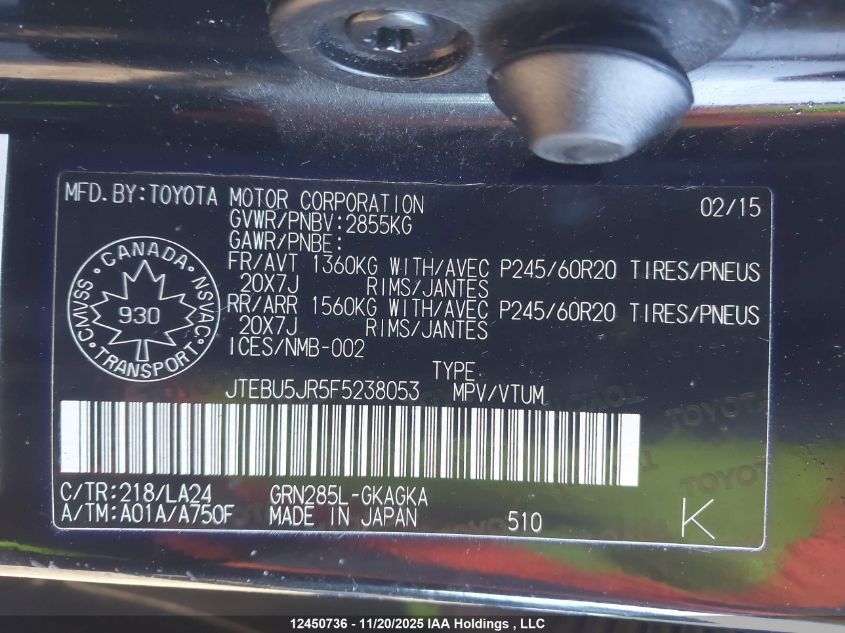 MFD.BY:TOYOTA MOTOR CORPORATION 02/15
GVWR/PNBV:2855KG
GAWR/PNBE:
FR/AVT 1360KG WITH/AVEC P245/60R20 TIRES/PNEUS
20X7J RIMS/JANTES
RR/ARR 1560KG WITH/AVEC P245/60R20 TIRES/PNEUS
20X7J RIMS/JANTES
ICES/NMB-002
CANADA
CMVSS NSVAC
930
TRANSPORT
TYPE
JTEBU5JR5F5238053 MPV/VTUM
TOYOTA
TOYOTA
C/TR:218/LA24 GRN285L-GKAGKA
A/TM:A01A/A750F MADE IN JAPAN 510 K
12450736 - 11/20/2025 IAA Holdings , LLC